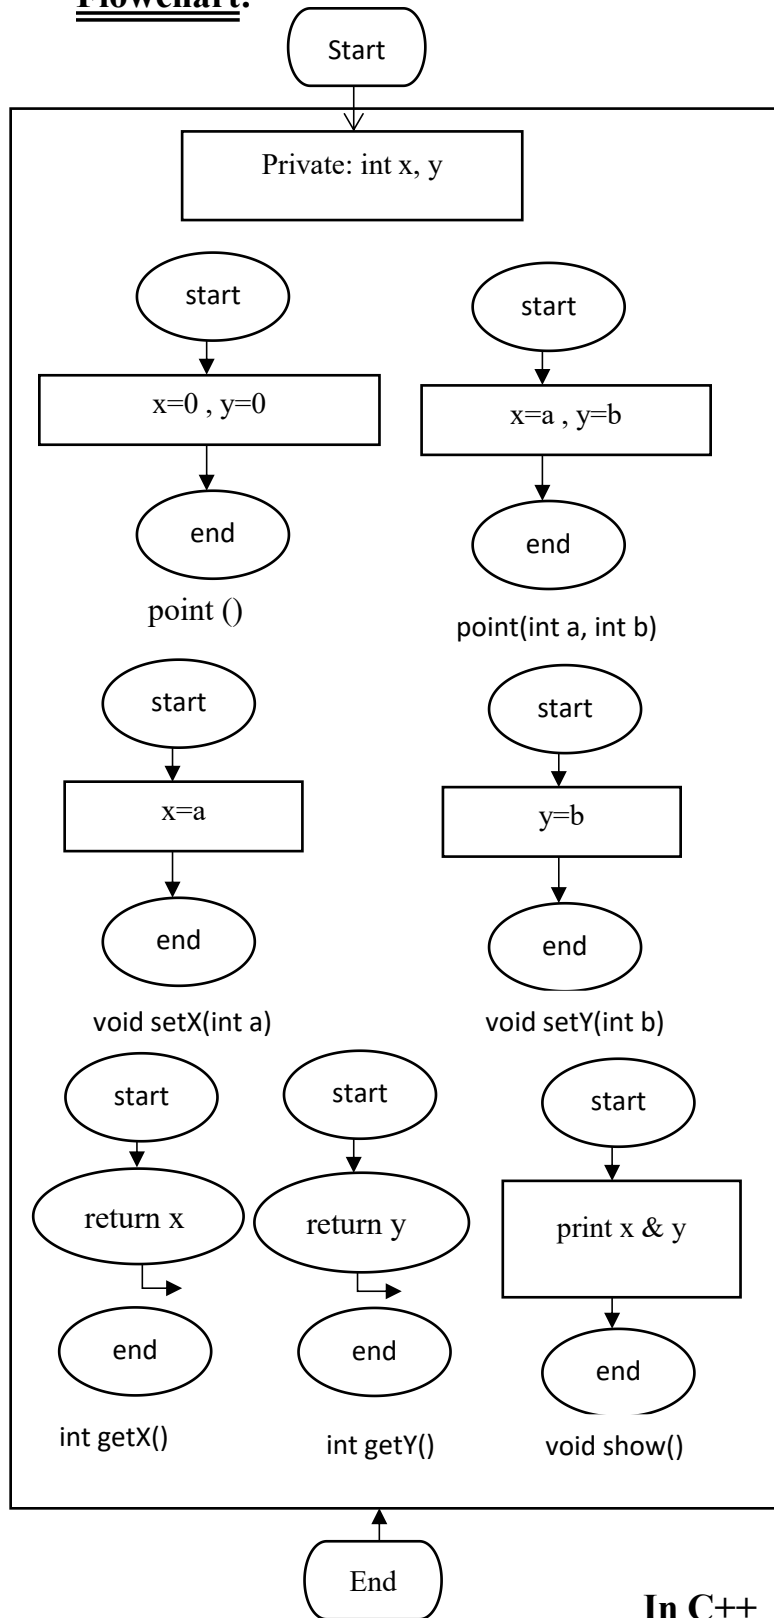 Flowchart:
Start
Private: int x, y
start
start
x=0 , y=0
x=a , y=b
end
end
point ()
point(int a, int b)
start
start
x=a
y=b
end
end
void setX(int a)
void setY(int b)
start
start
start
return x
return y
print x & y
end
end
end
int getX()
int getY()
void show()
End
In C++